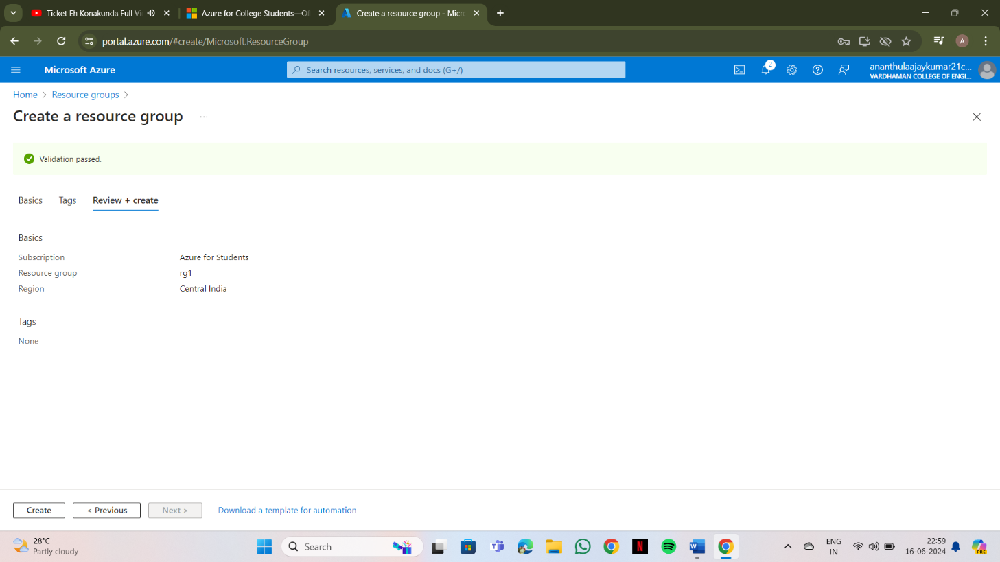 Ticket Eh Konakunda Full Vi
Azure for College Students—Of
Create a resource group - Micro
portal.azure.com/#create/Microsoft.ResourceGroup
A
Microsoft Azure
Search resources, services, and docs (G+/)
2
ananthulaajaykumar21c...
VARDHAMAN COLLEGE OF ENGI...
Home > Resource groups >
Create a resource group ...
Validation passed.
Basics Tags Review + create
Basics
Subscription Azure for Students
Resource group rg1
Region Central India
Tags
None
Create < Previous Next > Download a template for automation
28°C
Partly cloudy
Search
ENG
IN
22:59
16-06-2024
PRE